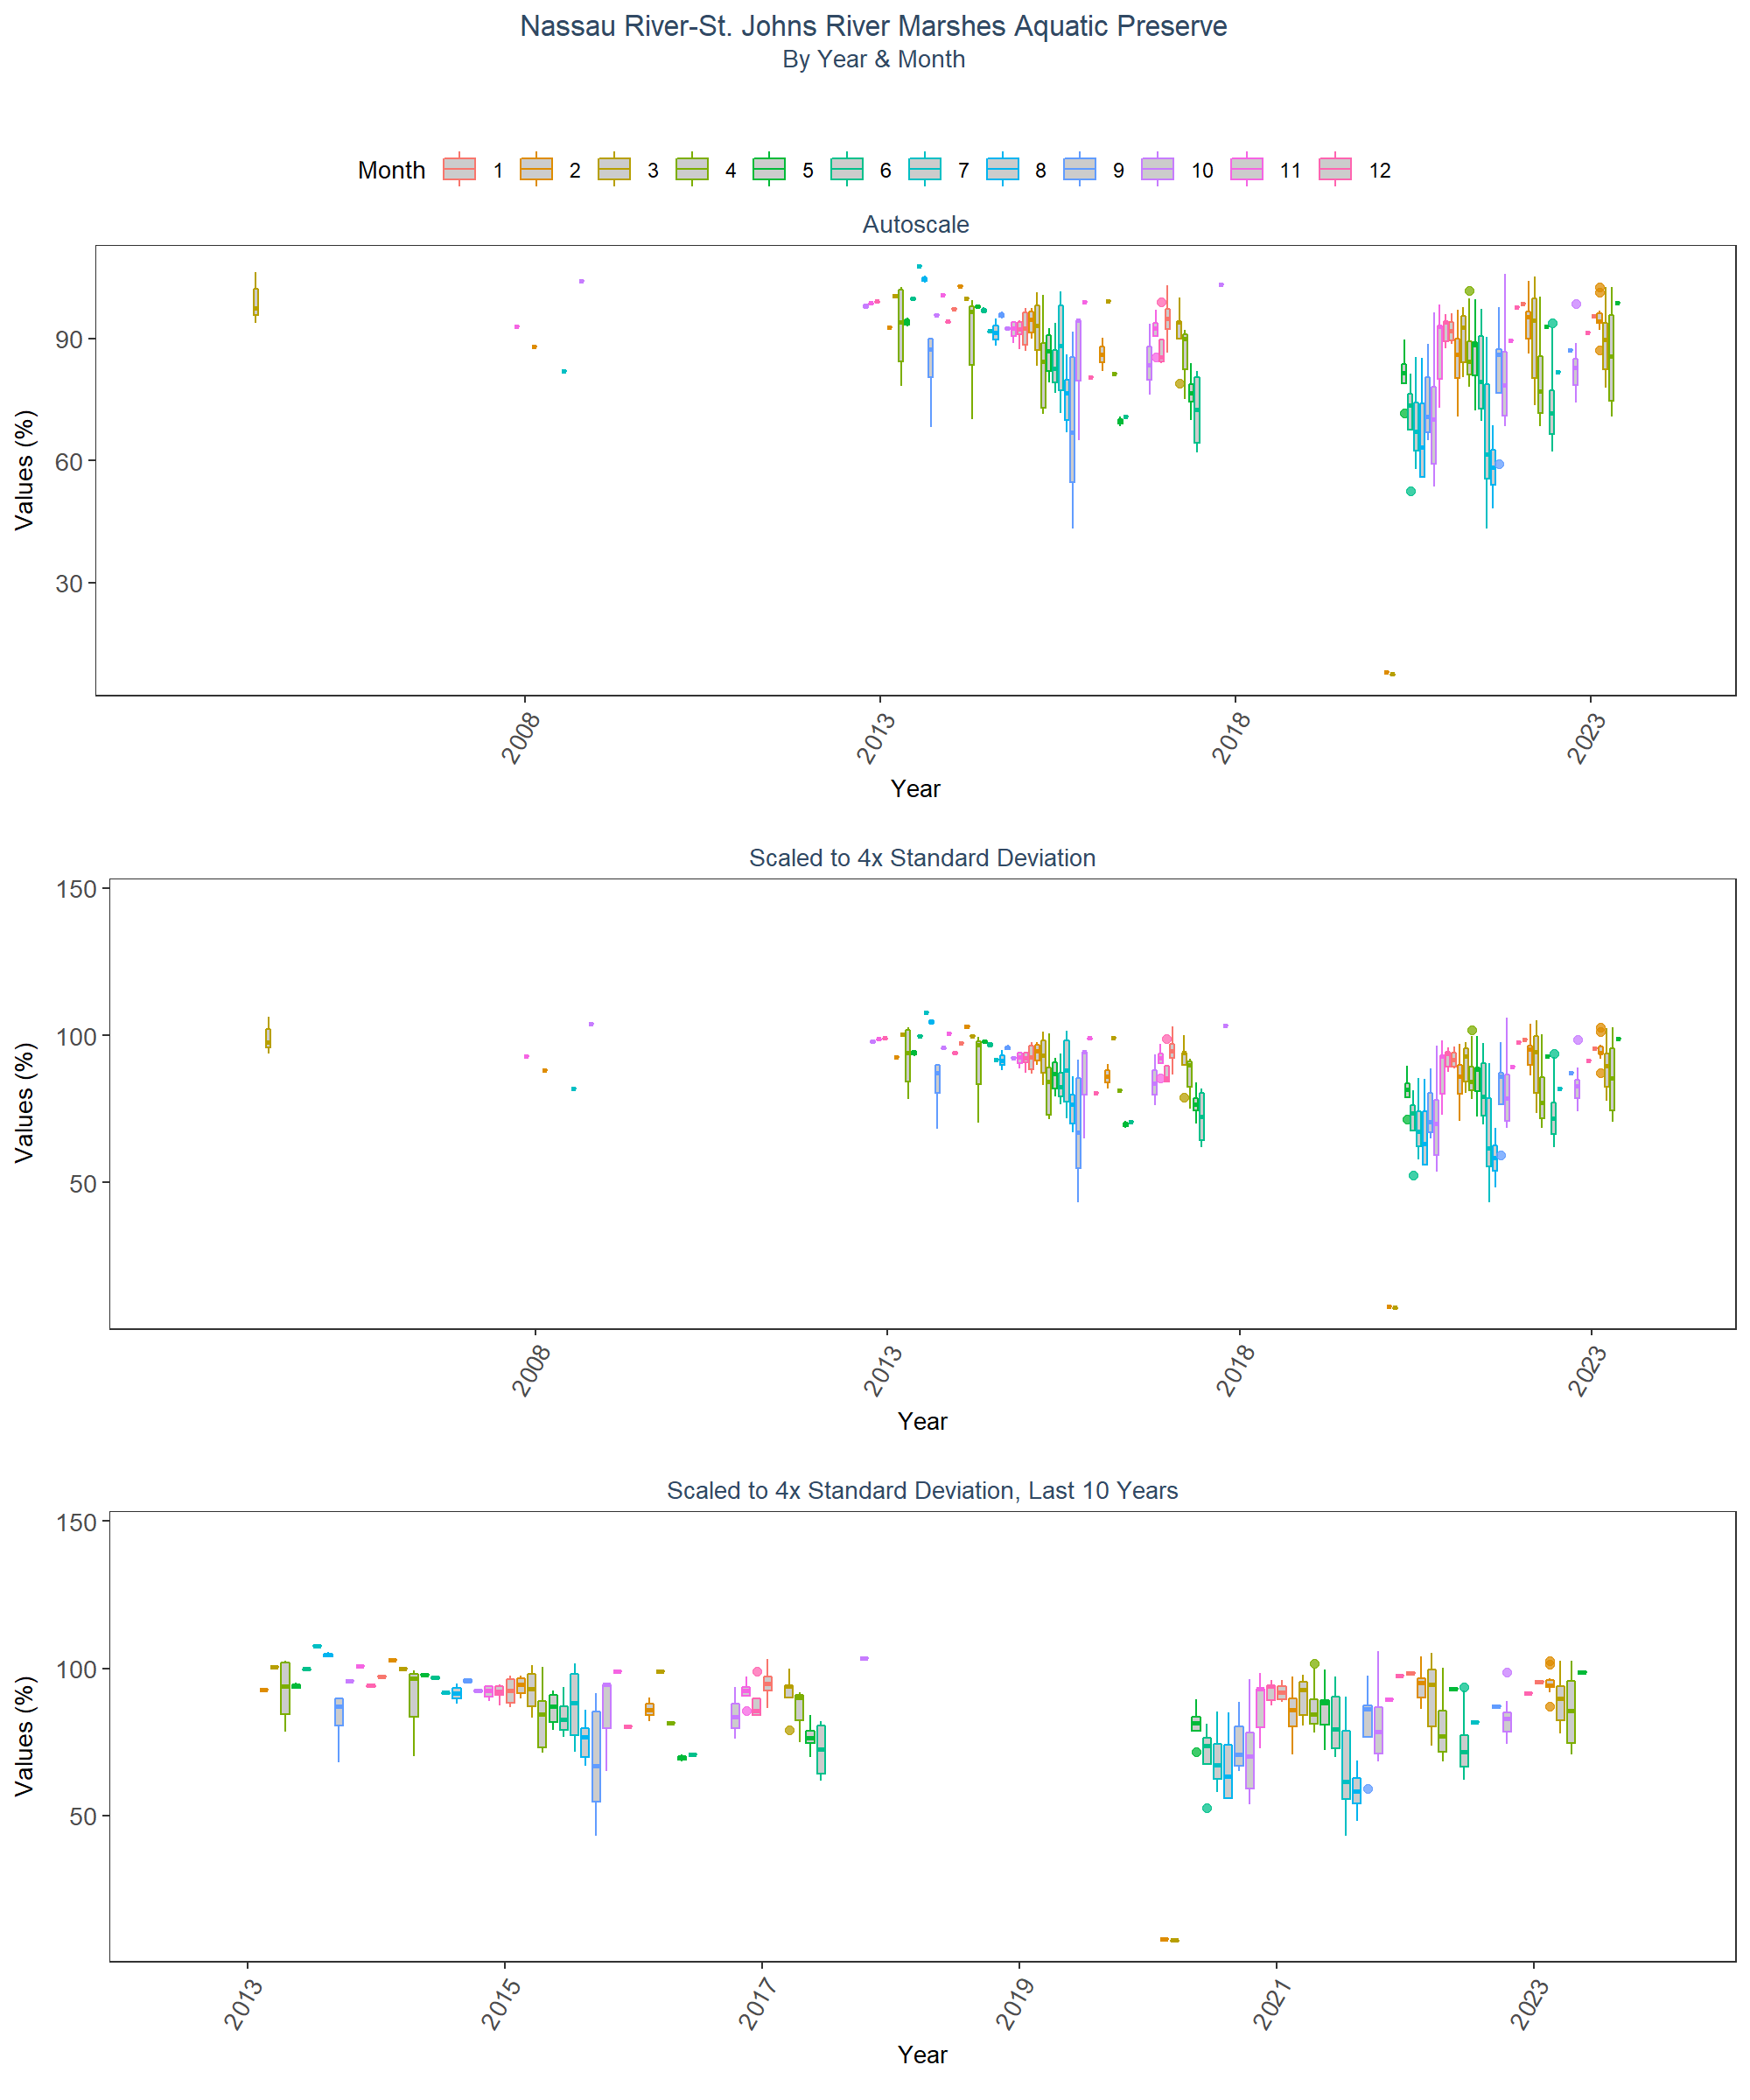 Nassau River-St. Johns River Marshes Aquatic Preserve
By Year & Month
Month 1 2 3 4 5 6 7 8 9 10 11 12
Autoscale
Values (%)
90
60
30
2008 2013 2018 2023
Year
Scaled to 4x Standard Deviation
Values (%)
150
100
50
2008 2013 2018 2023
Year
Scaled to 4x Standard Deviation, Last 10 Years
Values (%)
150
100
50
2013 2015 2017 2019 2021 2023
Year